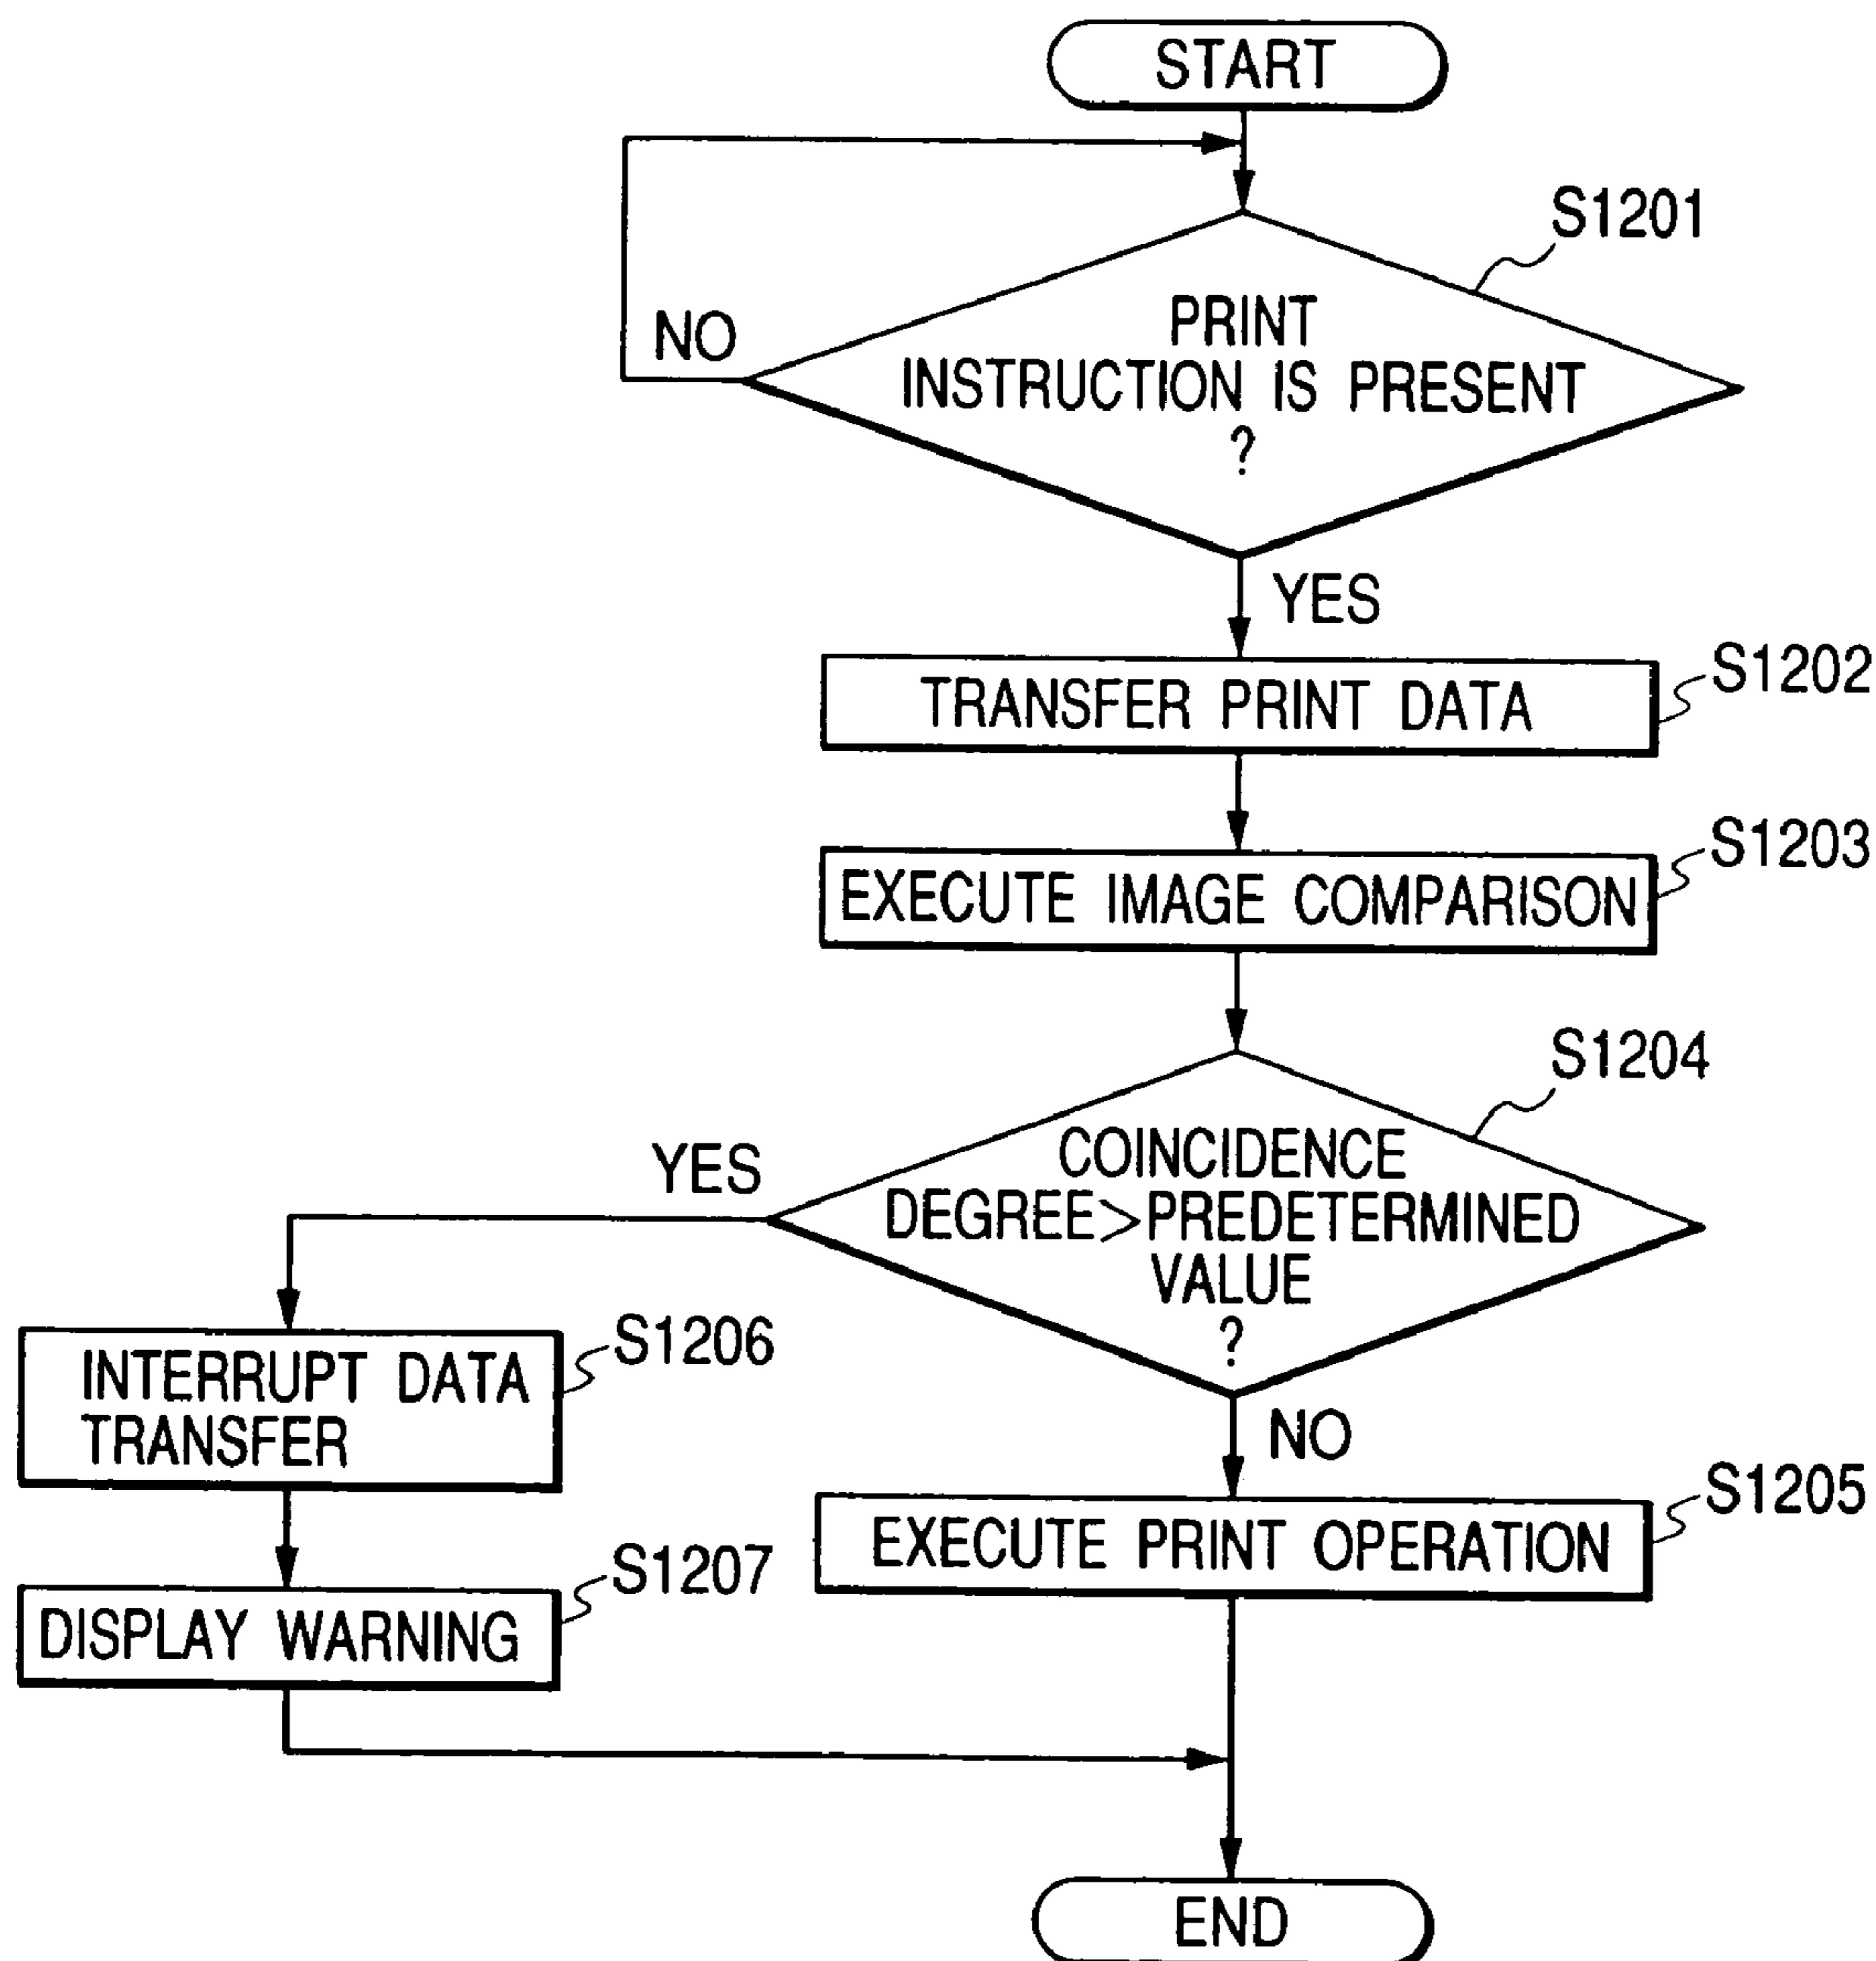 START
S1201
PRINT
INSTRUCTION IS PRESENT
?
NO
YES
S1202
TRANSFER PRINT DATA
S1203
EXECUTE IMAGE COMPARISON
S1204
COINCIDENCE
DEGREE>PREDETERMINED
VALUE
?
YES
NO
S1206
INTERRUPT DATA
TRANSFER
S1205
EXECUTE PRINT OPERATION
S1207
DISPLAY WARNING
END